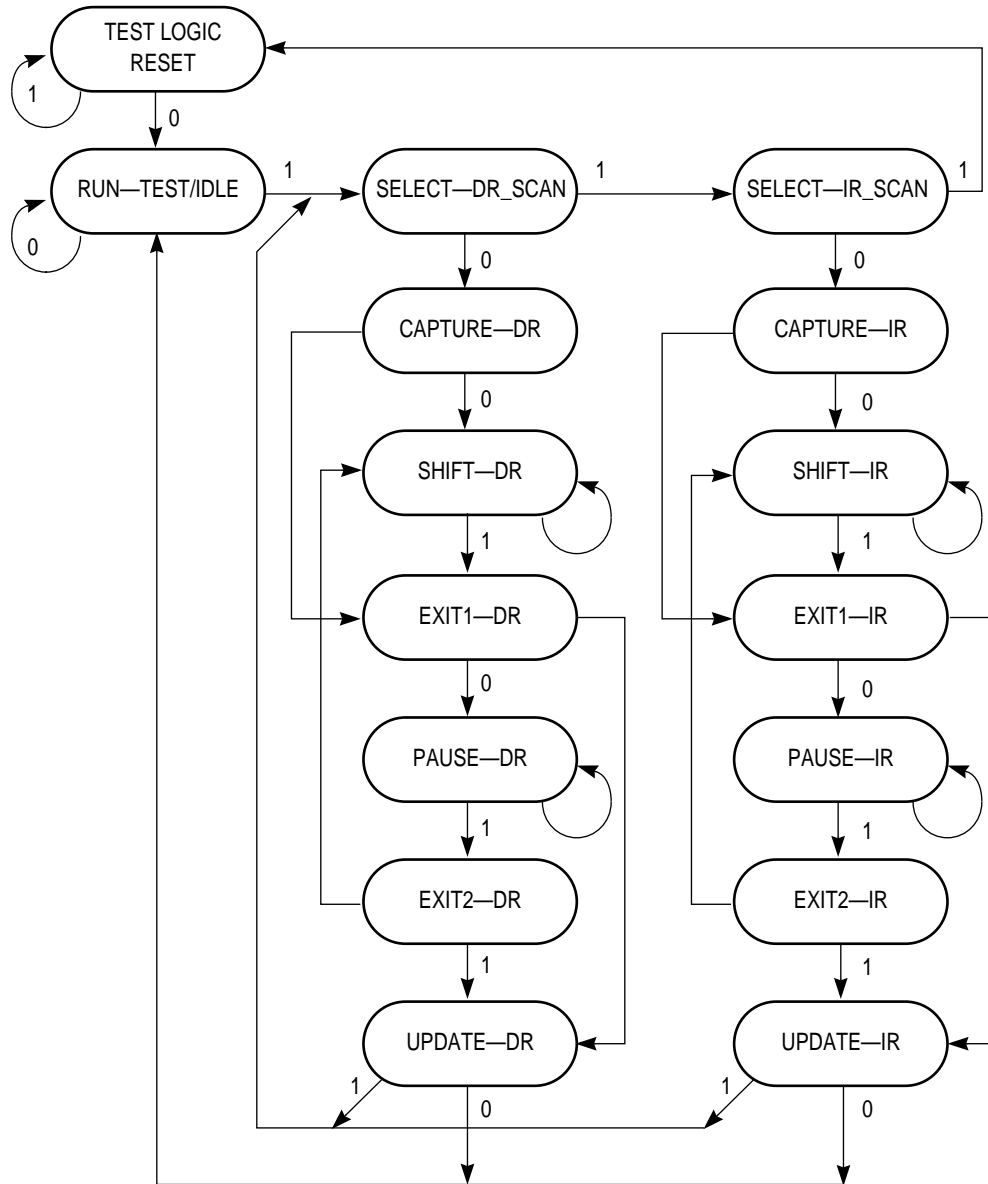 TEST LOGIC
RESET
1
0
RUN—TEST/IDLE
1
SELECT—DR_SCAN
1
SELECT—IR_SCAN
1
0
0
0
CAPTURE—DR
CAPTURE—IR
0
0
SHIFT—DR
SHIFT—IR
1
1
EXIT1—DR
EXIT1—IR
0
0
PAUSE—DR
PAUSE—IR
1
1
EXIT2—DR
EXIT2—IR
1
1
UPDATE—DR
UPDATE—IR
1
0
1
0